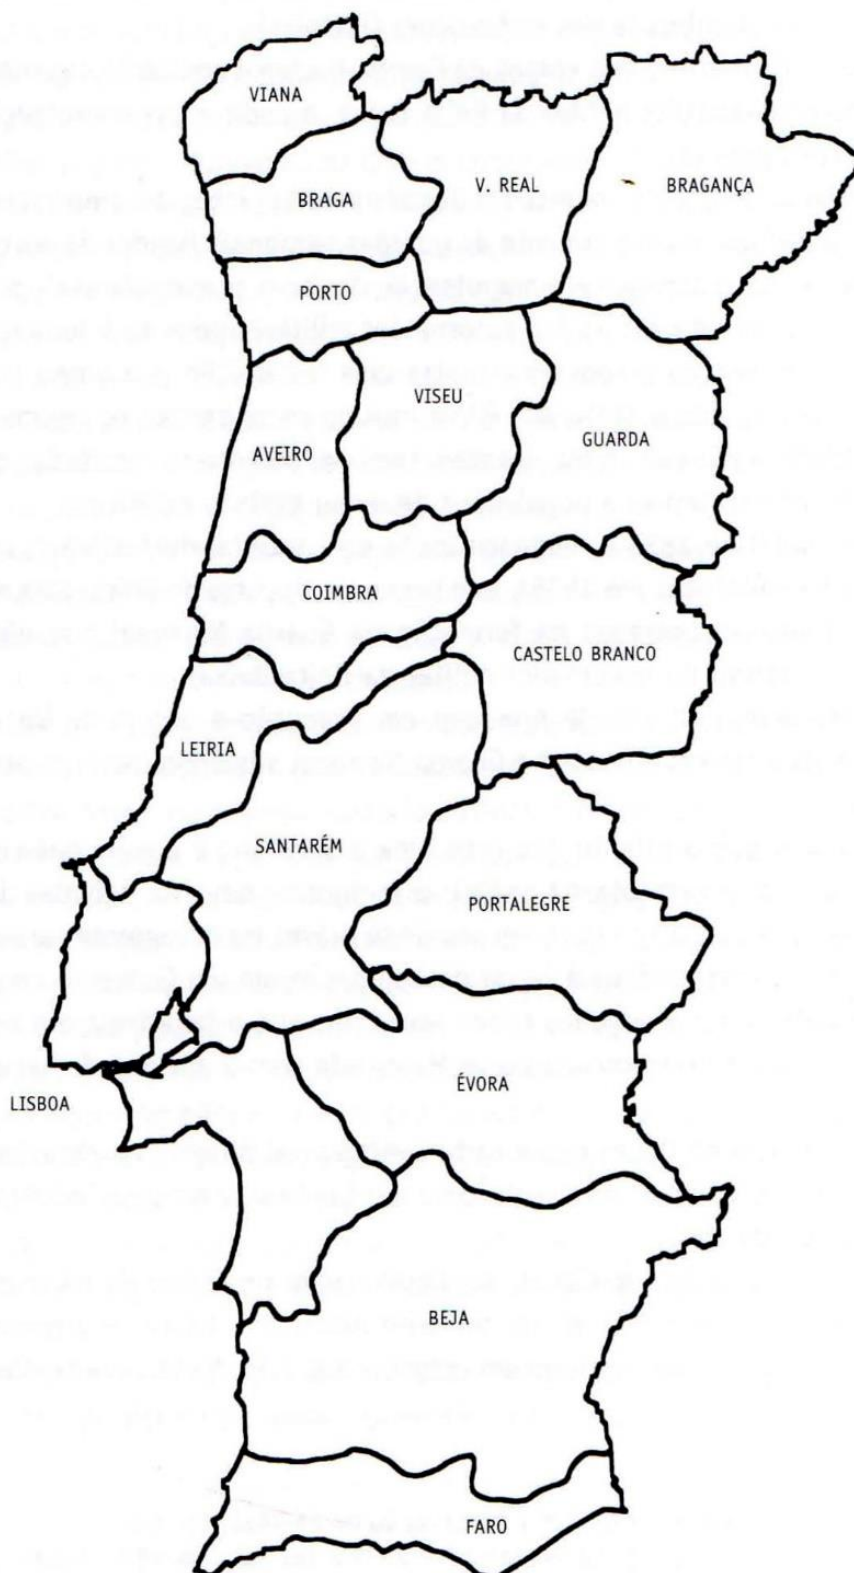 VIANA
BRAGA
V. REAL
BRAGANÇA
PORTO
VISEU
AVEIRO
GUARDA
COIMBRA
CASTELO BRANCO
LEIRIA
SANTARÉM
PORTALEGRE
LISBOA
ÉVORA
BEJA
FARO